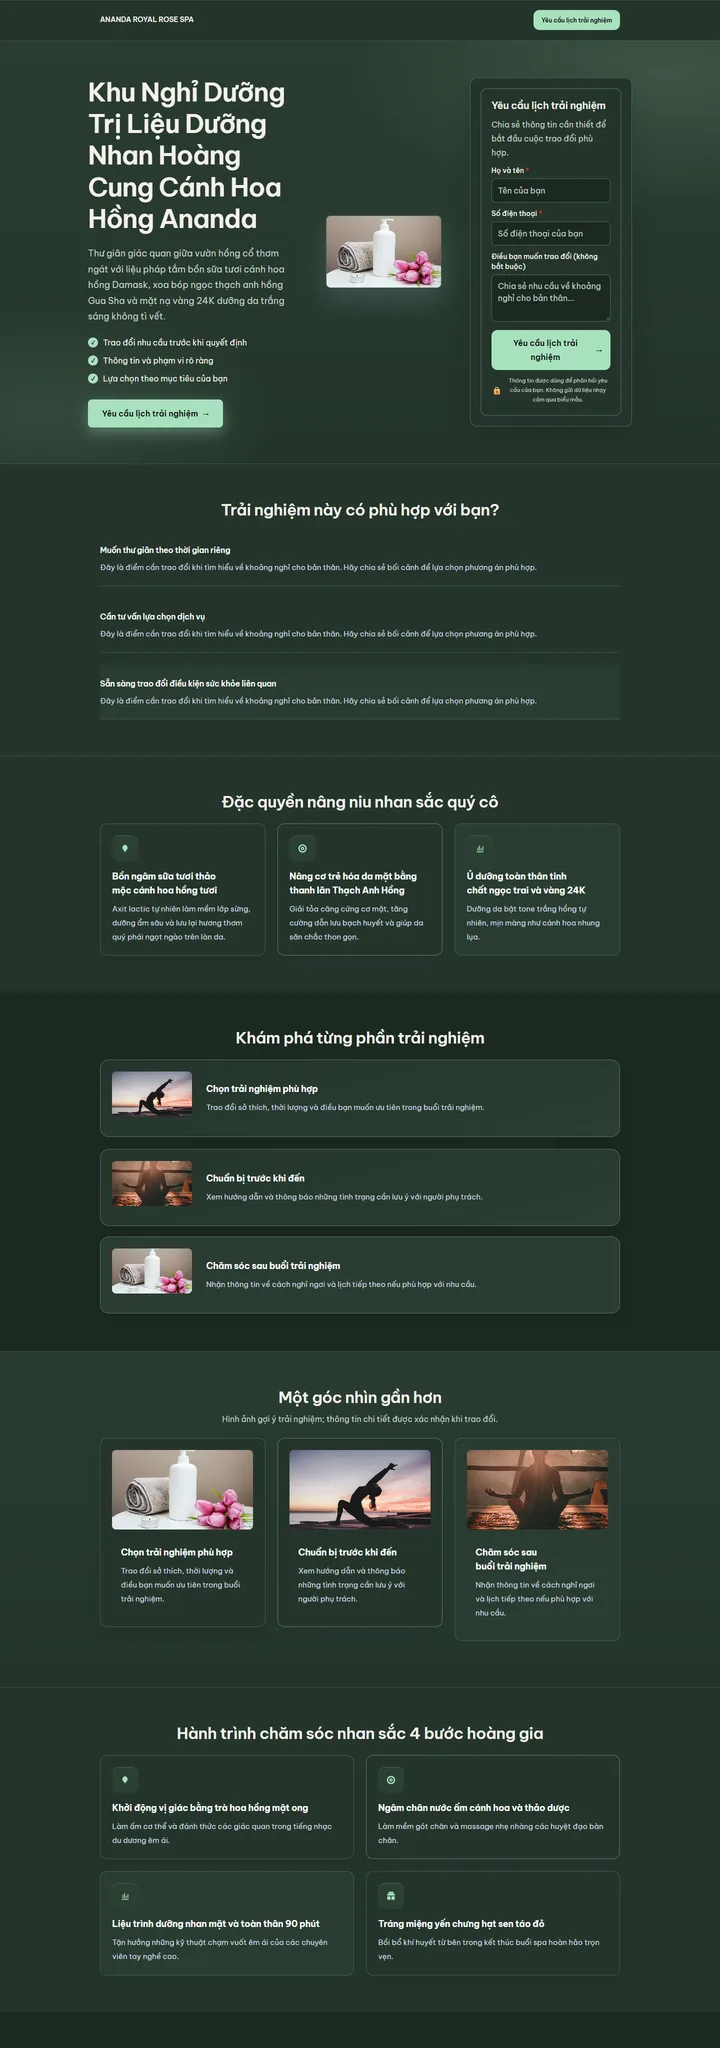 ANANDA ROYAL ROSE SPA
Yêu cầu lịch trải nghiệm
Khu Nghỉ Dưỡng
Trị Liệu Dưỡng
Nhan Hoàng
Cung Cánh Hoa
Hồng Ananda
Thư giãn giác quan giữa vườn hồng cổ thơm
ngát với liệu pháp tắm bồn sữa tươi cánh hoa
hồng Damask, xoa bóp ngọc thạch anh hồng
Gua Sha và mặt nạ vàng 24K dưỡng da trắng
sáng không tì vết.
✓ Trao đổi nhu cầu trước khi quyết định
✓ Thông tin và phạm vi rõ ràng
✓ Lựa chọn theo mục tiêu của bạn
Yêu cầu lịch trải nghiệm →
Yêu cầu lịch trải nghiệm
Chia sẻ thông tin cần thiết để
bắt đầu cuộc trao đổi phù
hợp.
Họ và tên *
Tên của bạn
Số điện thoại *
Số điện thoại của bạn
Điều bạn muốn trao đổi (không
bắt buộc)
Chia sẻ nhu cầu về khoảng
nghỉ cho bản thân...
Yêu cầu lịch trải
nghiệm →
Thông tin được dùng để phản hồi yêu
cầu của bạn. Không gửi dữ liệu nhạy
cảm qua biểu mẫu.
Trải nghiệm này có phù hợp với bạn?
Muốn thư giãn theo thời gian riêng
Đây là điểm cần trao đổi khi tìm hiểu về khoảng nghỉ cho bản thân. Hãy chia sẻ bối cảnh để lựa chọn phương án phù hợp.
Cần tư vấn lựa chọn dịch vụ
Đây là điểm cần trao đổi khi tìm hiểu về khoảng nghỉ cho bản thân. Hãy chia sẻ bối cảnh để lựa chọn phương án phù hợp.
Sẵn sàng trao đổi điều kiện sức khỏe liên quan
Đây là điểm cần trao đổi khi tìm hiểu về khoảng nghỉ cho bản thân. Hãy chia sẻ bối cảnh để lựa chọn phương án phù hợp.
Đặc quyền nâng niu nhan sắc quý cô
Bồn ngâm sữa tươi thảo
mộc cánh hoa hồng tươi
Axit lactic tự nhiên làm mềm lớp sừng,
dưỡng ẩm sâu và lưu lại hương thơm
quý phái ngọt ngào trên làn da.
Nâng cơ trẻ hóa da mặt bằng
thanh lăn Thạch Anh Hồng
Giải tỏa căng cứng cơ mặt, tăng
cường dẫn lưu bạch huyết và giúp da
săn chắc thon gọn.
Ủ dưỡng toàn thân tinh
chất ngọc trai và vàng 24K
Dưỡng da bật tone trắng hồng tự
nhiên, mịn màng như cánh hoa nhung
lụa.
Khám phá từng phần trải nghiệm
Chọn trải nghiệm phù hợp
Trao đổi sở thích, thời lượng và điều bạn muốn ưu tiên trong buổi trải nghiệm.
Chuẩn bị trước khi đến
Xem hướng dẫn và thông báo những tình trạng cần lưu ý với người phụ trách.
Chăm sóc sau buổi trải nghiệm
Nhận thông tin về cách nghỉ ngơi và lịch tiếp theo nếu phù hợp với nhu cầu.
Một góc nhìn gần hơn
Hình ảnh gợi ý trải nghiệm; thông tin chi tiết được xác nhận khi trao đổi.
Chọn trải nghiệm phù hợp
Trao đổi sở thích, thời lượng và
điều bạn muốn ưu tiên trong buổi
trải nghiệm.
Chuẩn bị trước khi đến
Xem hướng dẫn và thông báo
những tình trạng cần lưu ý với
người phụ trách.
Chăm sóc sau
buổi trải nghiệm
Nhận thông tin về cách nghỉ ngơi
và lịch tiếp theo nếu phù hợp với
nhu cầu.
Hành trình chăm sóc nhan sắc 4 bước hoàng gia
Khởi động vị giác bằng trà hoa hồng mật ong
Làm ấm cơ thể và đánh thức các giác quan trong tiếng nhạc
du dương êm ái.
Ngâm chân nước ấm cánh hoa và thảo dược
Làm mềm gót chân và massage nhẹ nhàng các huyệt đạo bàn
chân.
Liệu trình dưỡng nhan mặt và toàn thân 90 phút
Tận hưởng những kỹ thuật chạm vuốt êm ái của các chuyên
viên tay nghề cao.
Tráng miệng yến chưng hạt sen táo đỏ
Bồi bổ khí huyết từ bên trong kết thúc buổi spa hoàn hảo trọn
vẹn.